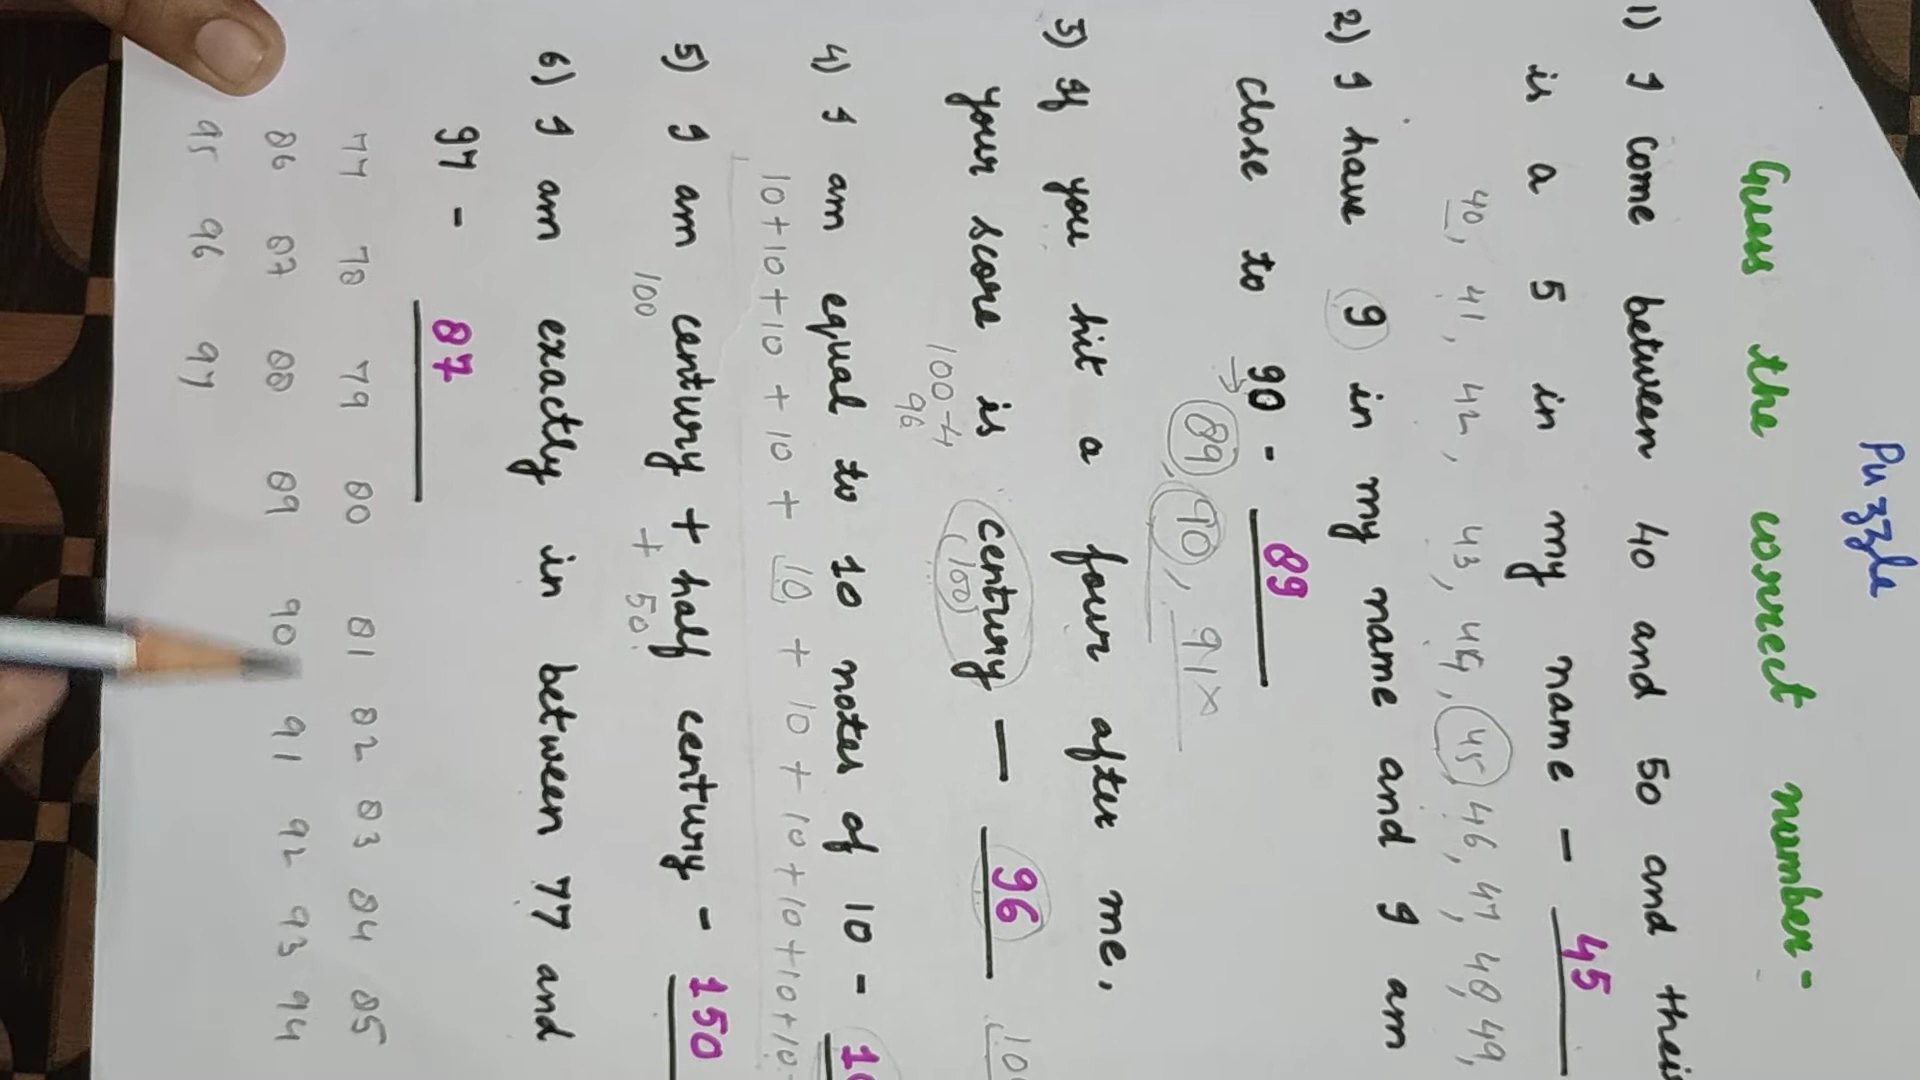 Puzzle
Guess the correct number-
1) I come between 40 and 50 and
is a 5 in my name - 45
40, 41, 42, 43, 44, 45, 46, 47, 48, 49,
2) I have 9 in my name and I am
close to 90 - 89
89, 90, 91 x
3) If you hit a four after me,
your score is century - 96
(100)
100-4
96
4) I am equal to 10 notes of 10 -
10+10+10+10+10+10+10+10+10+10
5) I am century + half century - 150
100 + 50
6) I am exactly in between 77 and
97 - 87
77 78 79 80 81 82 83 84 85
86 87 88 89 90 91 92 93 94
95 96 97